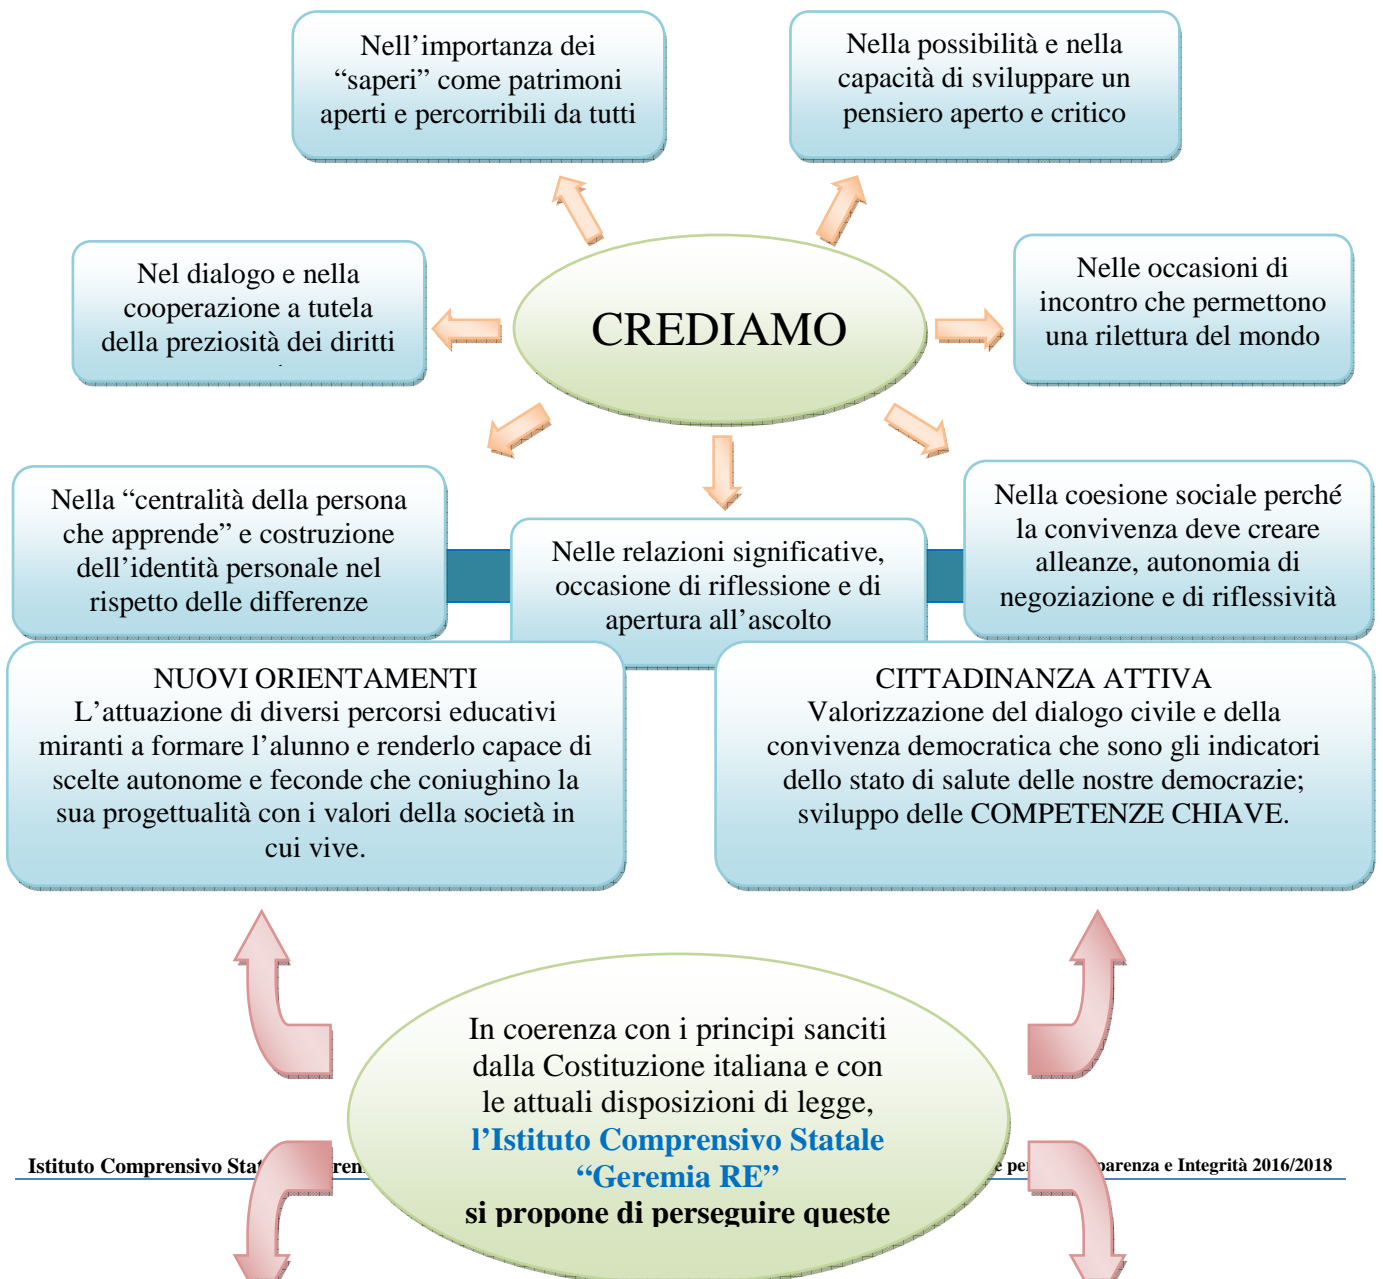 Nell’importanza dei
“saperi” come patrimoni
aperti e percorribili da tutti
Nella possibilità e nella
capacità di sviluppare un
pensiero aperto e critico
Nel dialogo e nella
cooperazione a tutela
della preziosità dei diritti
CREDIAMO
Nelle occasioni di
incontro che permettono
una rilettura del mondo
Nella “centralità della persona
che apprende” e costruzione
dell’identità personale nel
rispetto delle differenze
Nelle relazioni significative,
occasione di riflessione e di
apertura all’ascolto
Nella coesione sociale perché
la convivenza deve creare
alleanze, autonomia di
negoziazione e di riflessività
NUOVI ORIENTAMENTI
L’attuazione di diversi percorsi educativi
miranti a formare l’alunno e renderlo capace di
scelte autonome e feconde che coniughino la
sua progettualità con i valori della società in
cui vive.
CITTADINANZA ATTIVA
Valorizzazione del dialogo civile e della
convivenza democratica che sono gli indicatori
dello stato di salute delle nostre democrazie;
sviluppo delle COMPETENZE CHIAVE.
In coerenza con i principi sanciti
dalla Costituzione italiana e con
le attuali disposizioni di legge,
l’Istituto Comprensivo Statale
“Geremia RE”
si propone di perseguire queste
Istituto Comprensivo e Integrità 2016/2018